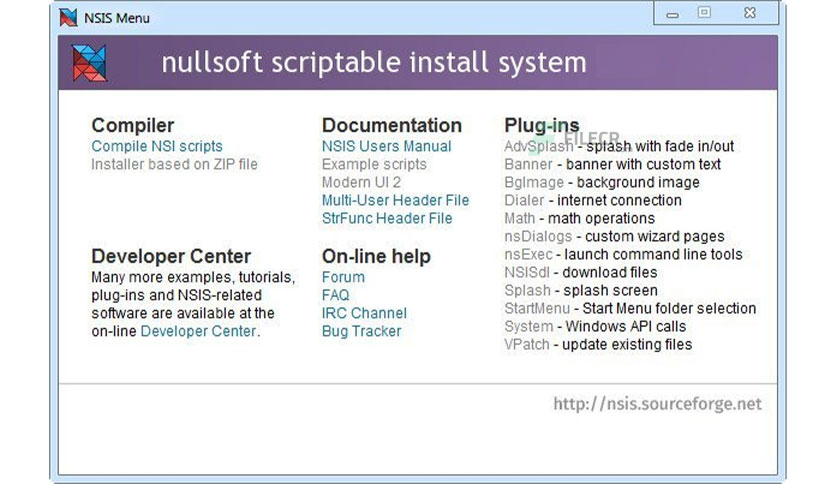 NSIS Menu
nullsoft scriptable install system
Compiler
Compile NSI scripts
Installer based on ZIP file
Documentation
NSIS Users Manual
Example scripts
Modern UI 2
Multi-User Header File
StrFunc Header File
Plug-ins
FILECR
AdvSplash - splash with fade in/out
Banner - banner with custom text
BgImage - background image
Dialer - internet connection
Math - math operations
nsDialogs - custom wizard pages
nsExec - launch command line tools
NSISdl - download files
Splash - splash screen
StartMenu - Start Menu folder selection
System - Windows API calls
VPatch - update existing files
Developer Center
Many more examples, tutorials,
plug-ins and NSIS-related
software are available at the
on-line Developer Center.
On-line help
Forum
FAQ
IRC Channel
Bug Tracker
http://nsis.sourceforge.net